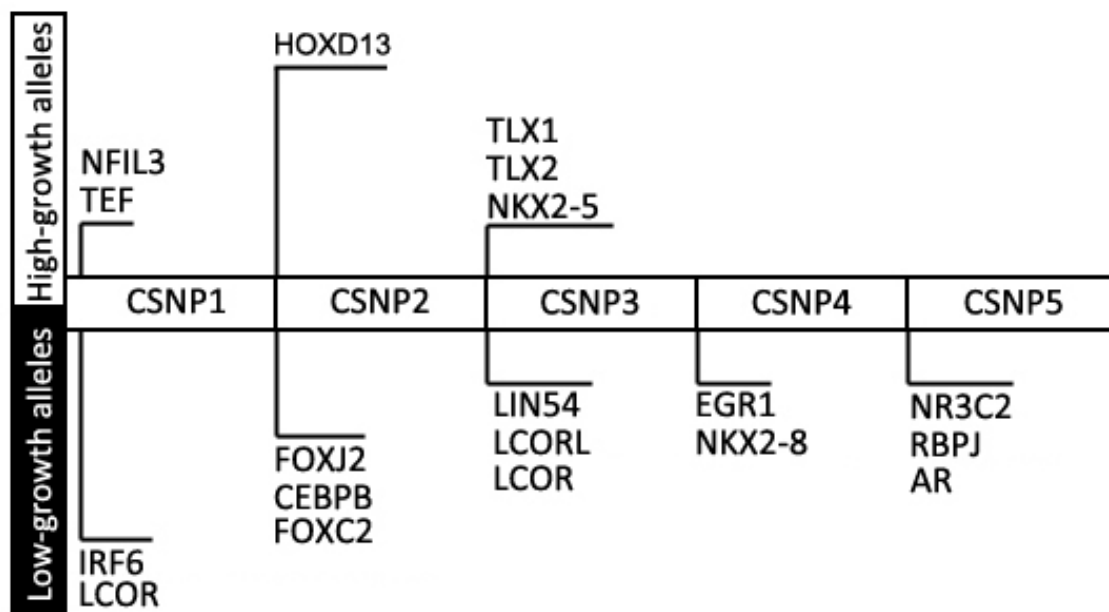 High-growth alleles
HOXD13
NFIL3
TEF
TLX1
TLX2
NKX2-5
CSNP1
CSNP2
CSNP3
CSNP4
CSNP5
Low-growth alleles
IRF6
LCOR
FOXJ2
CEBPB
FOXC2
LIN54
LCORL
LCOR
EGR1
NKX2-8
NR3C2
RBPJ
AR